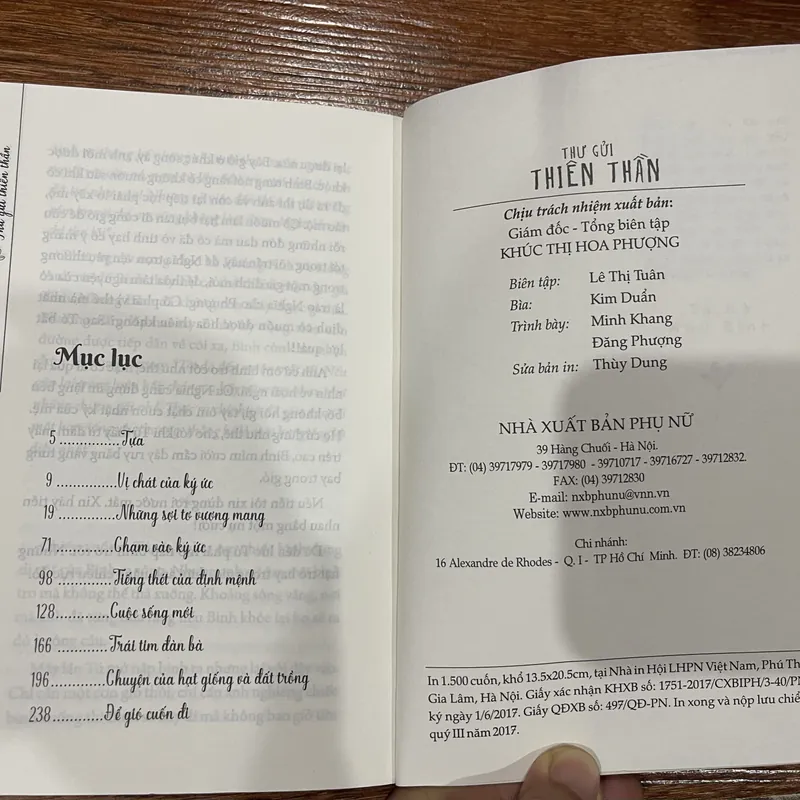 Thư gửi thiên thần
Mục lục
5 ...............Tựa
9 ...............Vị chát của ký ức
19 ..............Những sợi tơ vương mang
71 .............Chạm vào ký ức
98 .............Tiếng thét của định mệnh
128............Cuộc sống mới
166 ............Trái tim đàn bà
196............Chuyện của hạt giống và đất trồng
238............Để gió cuốn đi
THƯ GỬI
THIÊN THẦN
Chịu trách nhiệm xuất bản:
Giám đốc - Tổng biên tập
KHÚC THỊ HOA PHƯỢNG
Biên tập: Lê Thị Tuân
Bìa: Kim Duẩn
Trình bày: Minh Khang
Đăng Phượng
Sửa bản in: Thùy Dung
NHÀ XUẤT BẢN PHỤ NỮ
39 Hàng Chuối - Hà Nội.
ĐT: (04) 39717979 - 39717980 - 39710717 - 39716727 - 39712832.
FAX: (04) 39712830
E-mail: nxbphunu@vnn.vn
Website: www.nxbphunu.com.vn
Chi nhánh:
16 Alexandre de Rhodes - Q. I - TP Hồ Chí Minh. ĐT: (08) 38234806
In 1.500 cuốn, khổ 13.5x20.5cm, tại Nhà in Hội LHPN Việt Nam, Phú Th
Gia Lâm, Hà Nội. Giấy xác nhận KHXB số: 1751-2017/CXBIPH/3-40/PN
ký ngày 1/6/2017. Giấy QĐXB số: 497/QĐ-PN. In xong và nộp lưu chiể
quý III năm 2017.